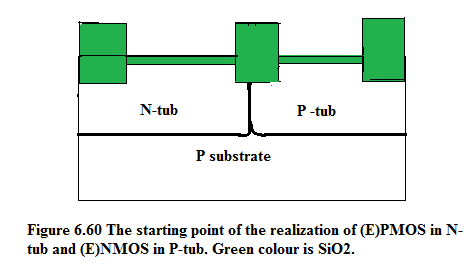 N-tub
P -tub
P substrate
Figure 6.60 The starting point of the realization of (E)PMOS in N-
tub and (E)NMOS in P-tub. Green colour is SiO2.